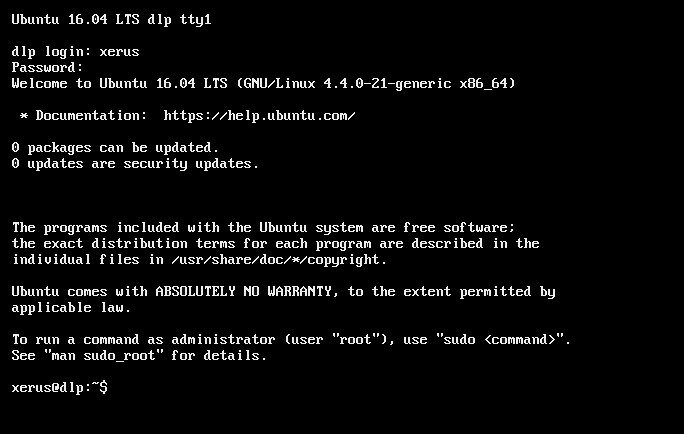 Ubuntu 16.04 LTS dlp tty1
dlp login: xerus
Password:
Welcome to Ubuntu 16.04 LTS (GNU/Linux 4.4.0-21-generic x86_64)
* Documentation:  https://help.ubuntu.com/
0 packages can be updated.
0 updates are security updates.
The programs included with the Ubuntu system are free software;
the exact distribution terms for each program are described in the
individual files in /usr/share/doc/*/copyright.
Ubuntu comes with ABSOLUTELY NO WARRANTY, to the extent permitted by
applicable law.
To run a command as administrator (user "root"), use "sudo <command>".
See "man sudo_root" for details.
xerus@dlp:~$